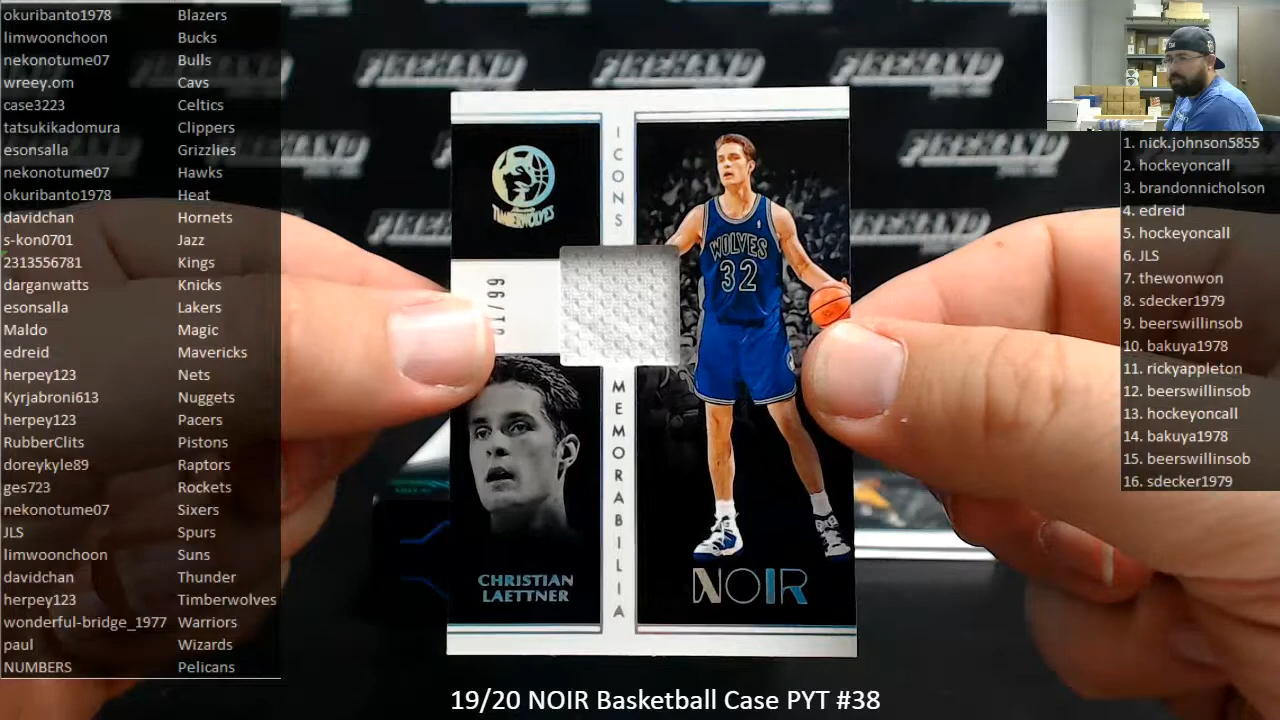 okuribanto1978 Blazers
limwoonchoon Bucks
nekonotume07 Bulls
wreey.om Cavs
case3223 Celtics
tatsukikadomura Clippers
esonsalla Grizzlies
nekonotume07 Hawks
okuribanto1978 Heat
davidchan Hornets
s-kon0701 Jazz
2313556781 Kings
darganwatts Knicks
esonsalla Lakers
Maldo Magic
edreid Mavericks
herpey123 Nets
Kyrjabroni613 Nuggets
herpey123 Pacers
RubberClits Pistons
doreykyle89 Raptors
ges723 Rockets
nekonotume07 Sixers
JLS Spurs
limwoonchoon Suns
davidchan Thunder
herpey123 Timberwolves
wonderful-bridge_1977 Warriors
paul Wizards
NUMBERS Pelicans
FIREHAND
FIREHAND
FIREHAND
FIREHAND
TIMBERWOLVES
ICONS
MEMORABILIA
WOLVES
32
CHRISTIAN
LAETTNER
NOIR
1. nick.johnson5855
2. hockeyoncall
3. brandonnicholson
4. edreid
5. hockeyoncall
6. JLS
7. thewonwon
8. sdecker1979
9. beerswillinsob
10. bakuya1978
11. rickyappleton
12. beerswillinsob
13. hockeyoncall
14. bakuya1978
15. beerswillinsob
16. sdecker1979
19/20 NOIR Basketball Case PYT #38